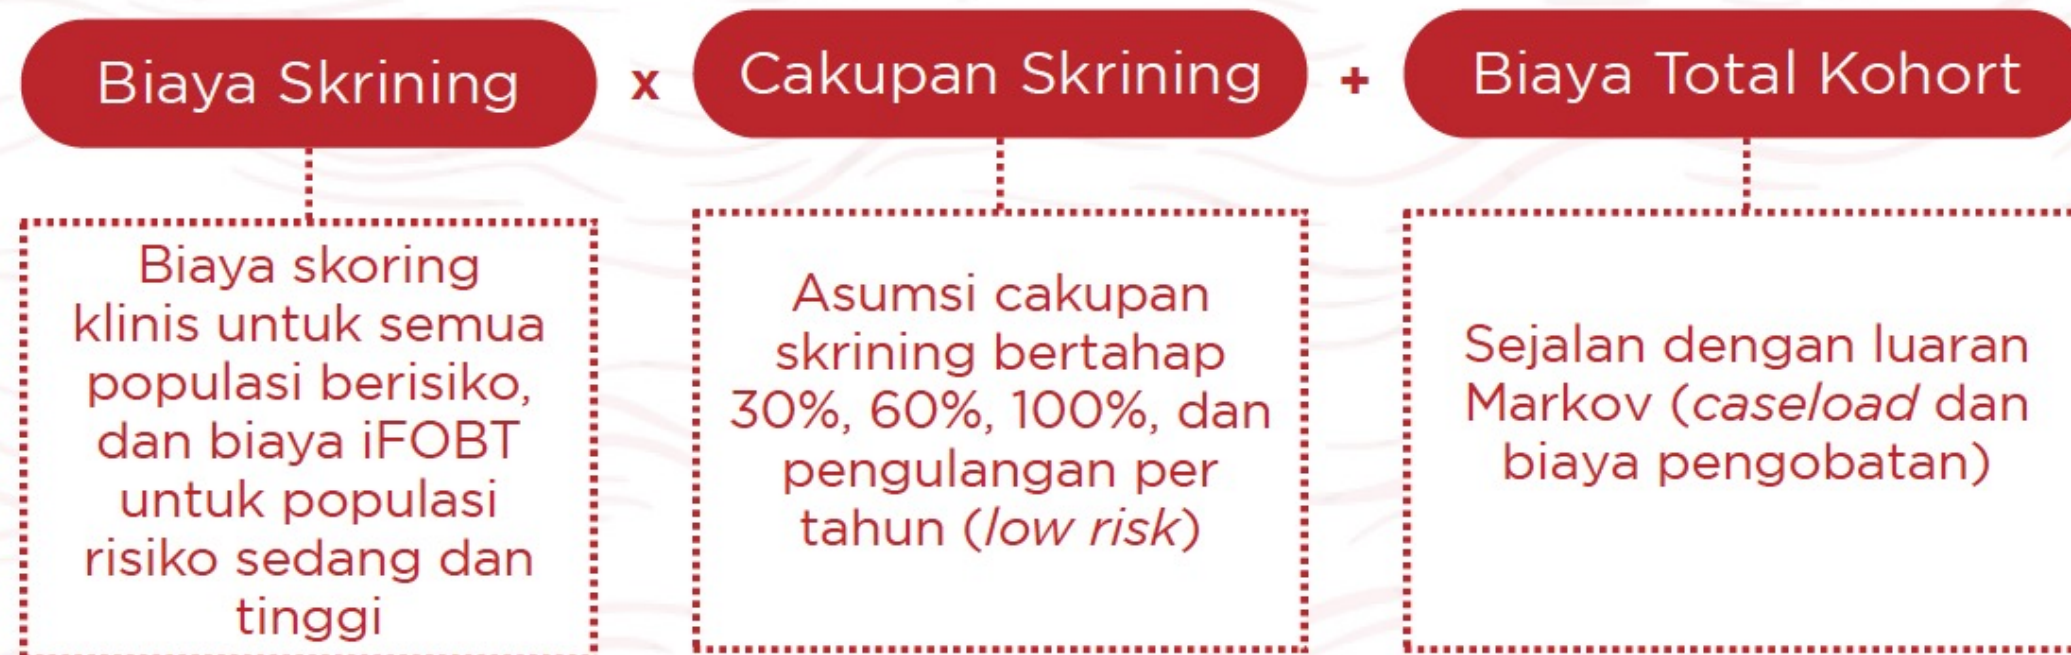 Biaya Skrining x Cakupan Skrining + Biaya Total Kohort
Biaya skoring
klinis untuk semua
populasi berisiko,
dan biaya iFOBT
untuk populasi
risiko sedang dan
tinggi
Asumsi cakupan
skrining bertahap
30%, 60%, 100%, dan
pengulangan per
tahun (low risk)
Sejalan dengan luaran
Markov (caseload dan
biaya pengobatan)